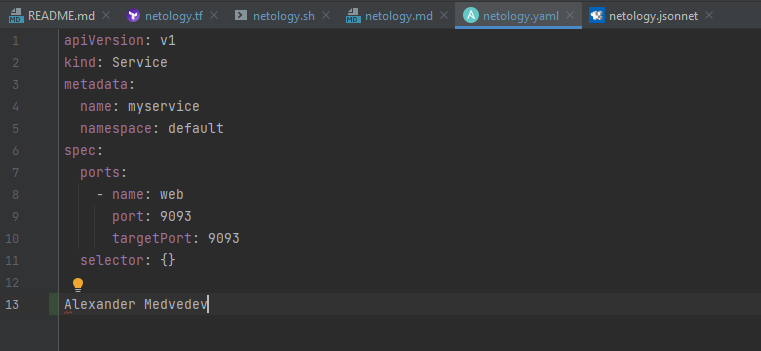 README.md netology.tf netology.sh netology.md netology.yaml netology.jsonnet
1 apiVersion: v1
2 kind: Service
3 metadata:
4   name: myservice
5   namespace: default
6 spec:
7   ports:
8     - name: web
9       port: 9093
10       targetPort: 9093
11   selector: {}
12
13 Alexander Medvedev